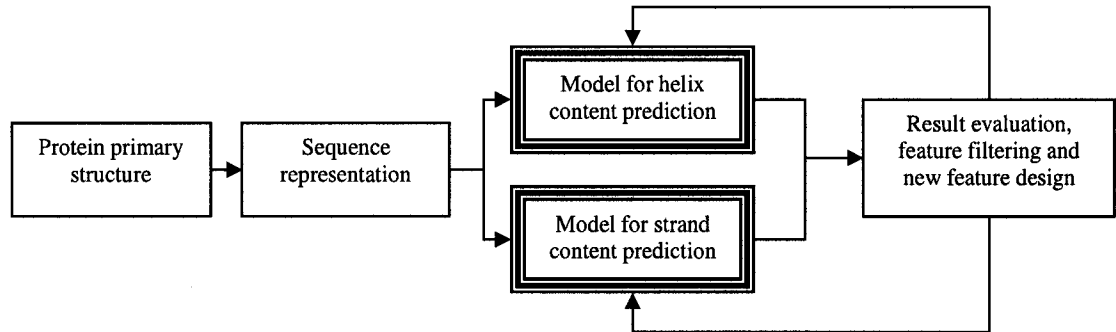 Protein primary
structure
Sequence
representation
Model for helix
content prediction
Model for strand
content prediction
Result evaluation,
feature filtering and
new feature design